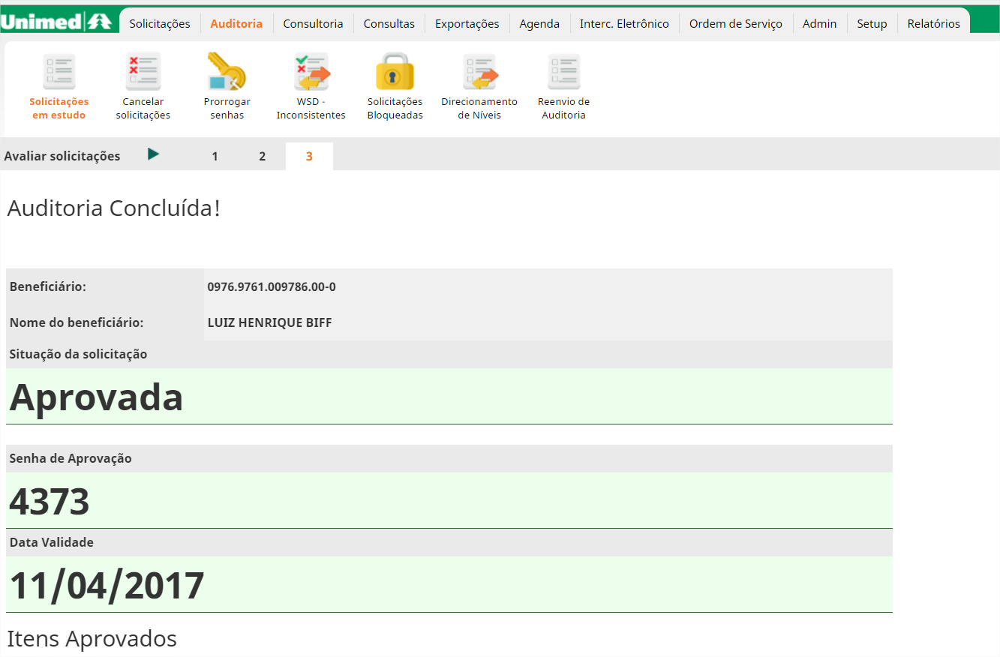 Unimed Solicitações Auditoria Consultoria Consultas Exportações Agenda Interc. Eletrônico Ordem de Serviço Admin Setup Relatórios
Solicitações em estudo
Cancelar solicitações
Prorrogar senhas
WSD - Inconsistentes
Solicitações Bloqueadas
Direcionamento de Níveis
Reenvio de Auditoria
Avaliar solicitações 1 2 3
Auditoria Concluída!
Beneficiário: 0976.9761.009786.00-0
Nome do beneficiário: LUIZ HENRIQUE BIFF
Situação da solicitação
Aprovada
Senha de Aprovação
4373
Data Validade
11/04/2017
Itens Aprovados